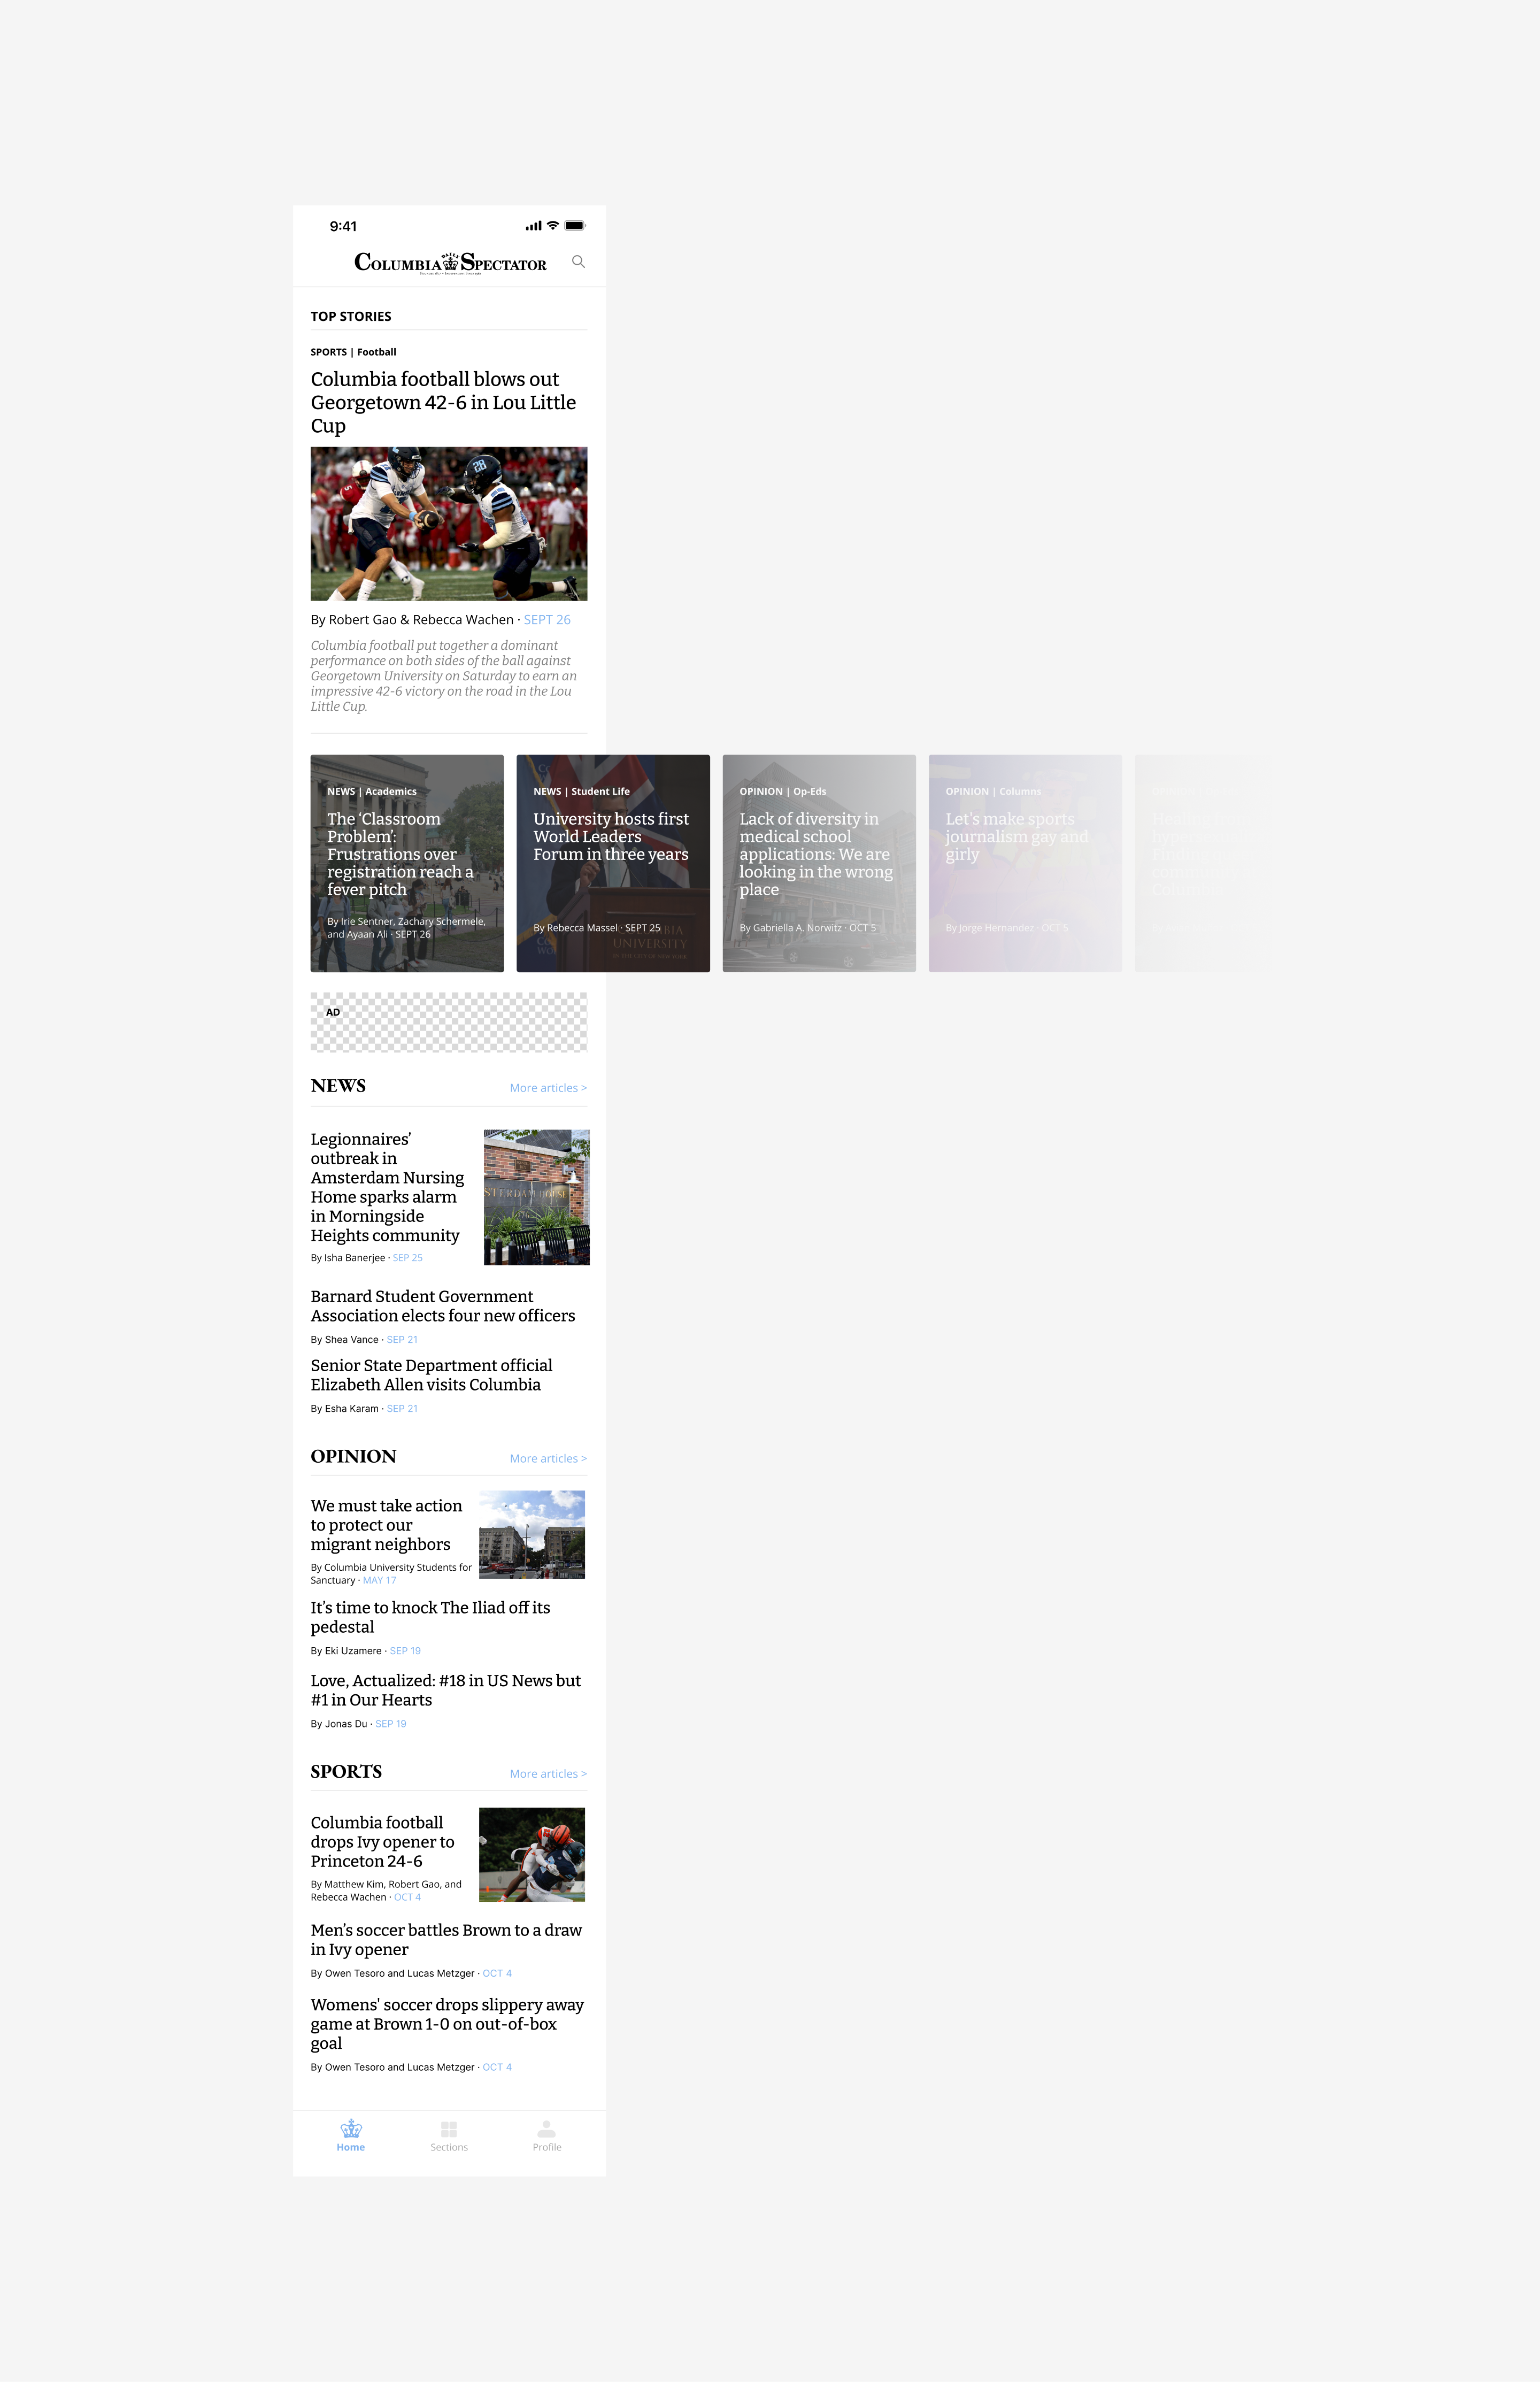 9:41
COLUMBIA SPECTATOR
TOP STORIES
SPORTS | Football
Columbia football blows out
Georgetown 42-6 in Lou Little
Cup
28
5
By Robert Gao & Rebecca Wachen · SEPT 26
Columbia football put together a dominant
performance on both sides of the ball against
Georgetown University on Saturday to earn an
impressive 42-6 victory on the road in the Lou
Little Cup.
NEWS | Academics
The ‘Classroom
Problem’:
Frustrations over
registration reach a
fever pitch
By Irie Sentner, Zachary Schermele,
and Ayaan Ali · SEPT 26
NEWS | Student Life
University hosts first
World Leaders
Forum in three years
By Rebecca Massel · SEPT 25
UNIVERSITY
OPINION | Op-Eds
Lack of diversity in
medical school
applications: We are
looking in the wrong
place
By Gabriella A. Norwitz · OCT 5
OPINION | Columns
Let's make sports
journalism gay and
girly
By Jorge Hernandez · OCT 5
AD
NEWS
More articles >
Legionnaires’
outbreak in
Amsterdam Nursing
Home sparks alarm
in Morningside
Heights community
By Isha Banerjee · SEP 25
STERDAM HOUSE
Barnard Student Government
Association elects four new officers
By Shea Vance · SEP 21
Senior State Department official
Elizabeth Allen visits Columbia
By Esha Karam · SEP 21
OPINION
More articles >
We must take action
to protect our
migrant neighbors
By Columbia University Students for
Sanctuary · MAY 17
It’s time to knock The Iliad off its
pedestal
By Eki Uzamere · SEP 19
Love, Actualized: #18 in US News but
#1 in Our Hearts
By Jonas Du · SEP 19
SPORTS
More articles >
Columbia football
drops Ivy opener to
Princeton 24-6
By Matthew Kim, Robert Gao, and
Rebecca Wachen · OCT 4
Men’s soccer battles Brown to a draw
in Ivy opener
By Owen Tesoro and Lucas Metzger · OCT 4
Womens' soccer drops slippery away
game at Brown 1-0 on out-of-box
goal
By Owen Tesoro and Lucas Metzger · OCT 4
Home
Sections
Profile